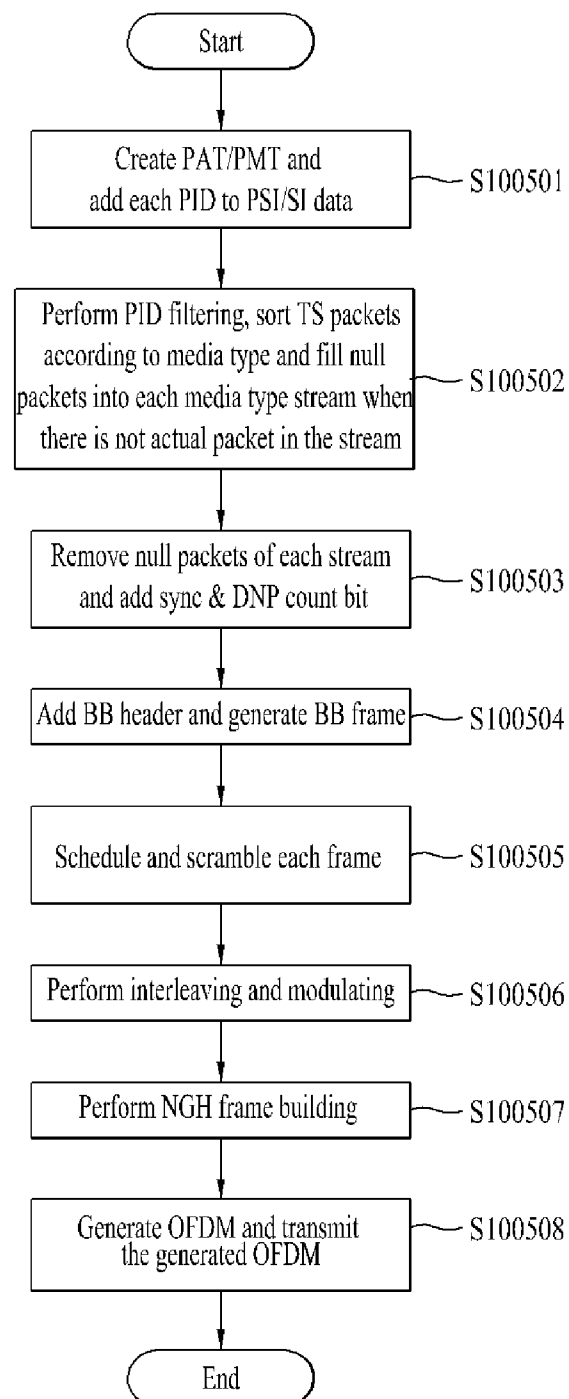 Start
Create PAT/PMT and
add each PID to PSI/SI data
S100501
Perform PID filtering, sort TS packets
according to media type and fill null
packets into each media type stream when
there is not actual packet in the stream
S100502
Remove null packets of each stream
and add sync & DNP count bit
S100503
Add BB header and generate BB frame
S100504
Schedule and scramble each frame
S100505
Perform interleaving and modulating
S100506
Perform NGH frame building
S100507
Generate OFDM and transmit
the generated OFDM
S100508
End